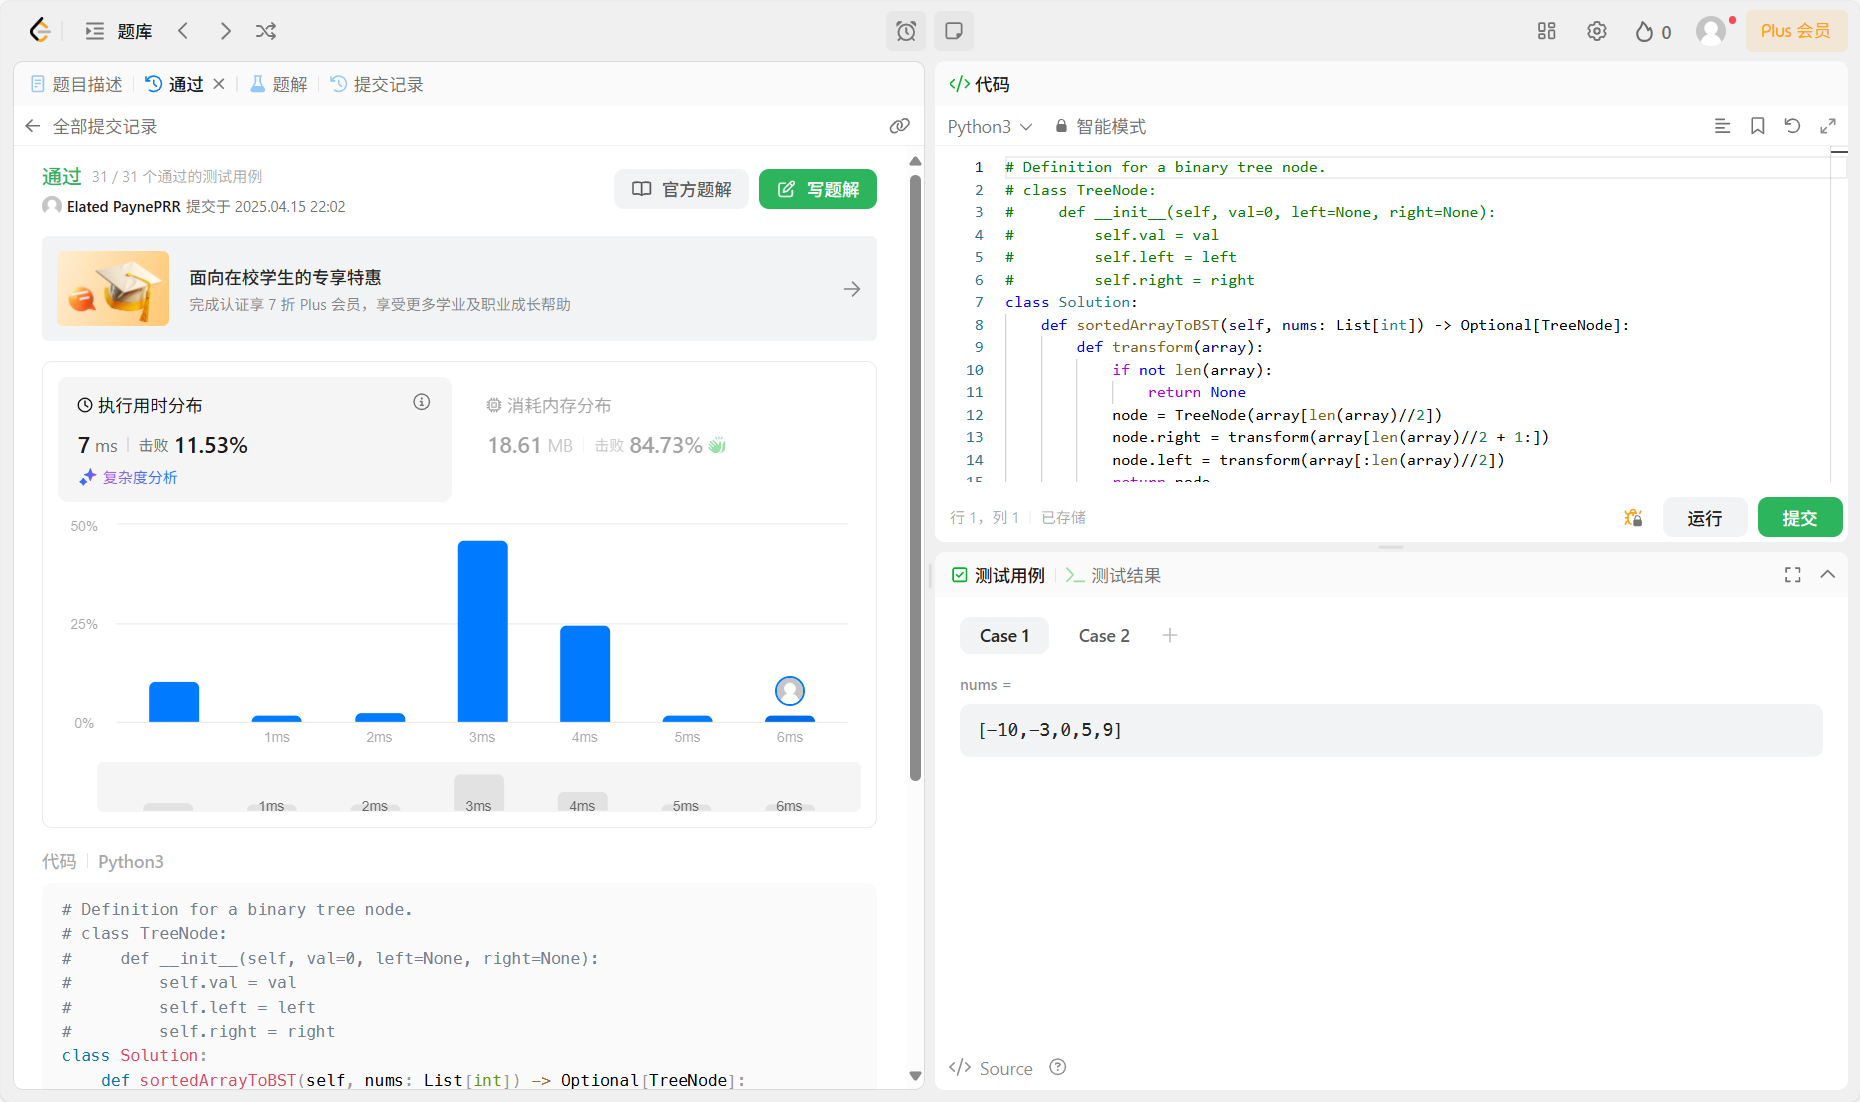 题库
0
Plus 会员
题目描述
通过
题解
提交记录
全部提交记录
通过 31 / 31 个通过的测试用例
Elated PaynePRR 提交于 2025.04.15 22:02
官方题解
写题解
面向在校学生的专享特惠
完成认证享 7 折 Plus 会员，享受更多学业及职业成长帮助
执行用时分布
7 ms 击败 11.53%
复杂度分析
消耗内存分布
18.61 MB 击败 84.73%
50%
25%
0%
1ms 2ms 3ms 4ms 5ms 6ms
1ms 2ms 3ms 4ms 5ms 6ms
代码 Python3
# Definition for a binary tree node.
# class TreeNode:
#     def __init__(self, val=0, left=None, right=None):
#         self.val = val
#         self.left = left
#         self.right = right
class Solution:
    def sortedArrayToBST(self, nums: List[int]) -> Optional[TreeNode]:
代码
Python3
智能模式
1 # Definition for a binary tree node.
2 # class TreeNode:
3 #     def __init__(self, val=0, left=None, right=None):
4 #         self.val = val
5 #         self.left = left
6 #         self.right = right
7 class Solution:
8     def sortedArrayToBST(self, nums: List[int]) -> Optional[TreeNode]:
9         def transform(array):
10             if not len(array):
11                 return None
12             node = TreeNode(array[len(array)//2])
13             node.right = transform(array[len(array)//2 + 1:])
14             node.left = transform(array[:len(array)//2])
15             return node
行 1，列 1 已存储
运行
提交
测试用例
测试结果
Case 1
Case 2
nums =
[-10,-3,0,5,9]
Source